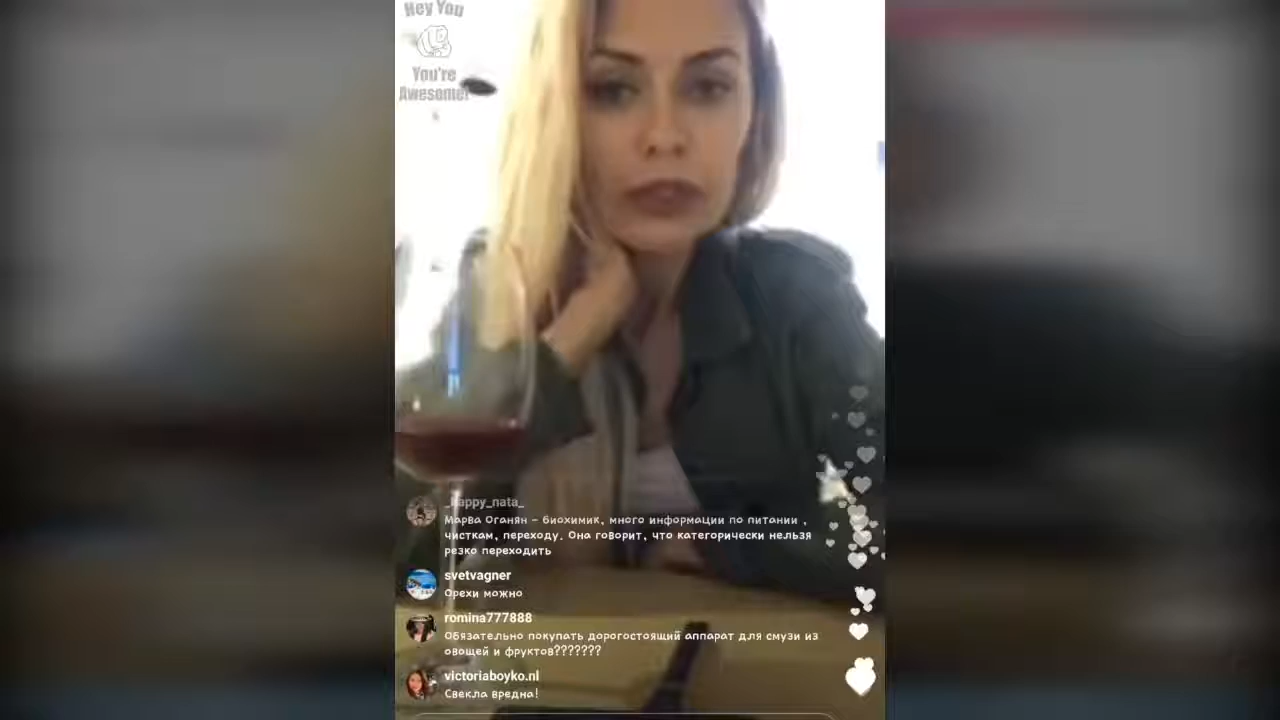 Hey You
You're
Awesome!
_happy_nata_
Марва Оганян - биохимик, много информации по питании ,
чисткам, переходу. Она говорит, что категорически нельзя
резко переходить
svetvagner
Орехи можно
romina777888
Обязательно покупать дорогостоящий аппарат для смузи из
овощей и фруктов???????
victoriaboyko.nl
Свекла вредна!